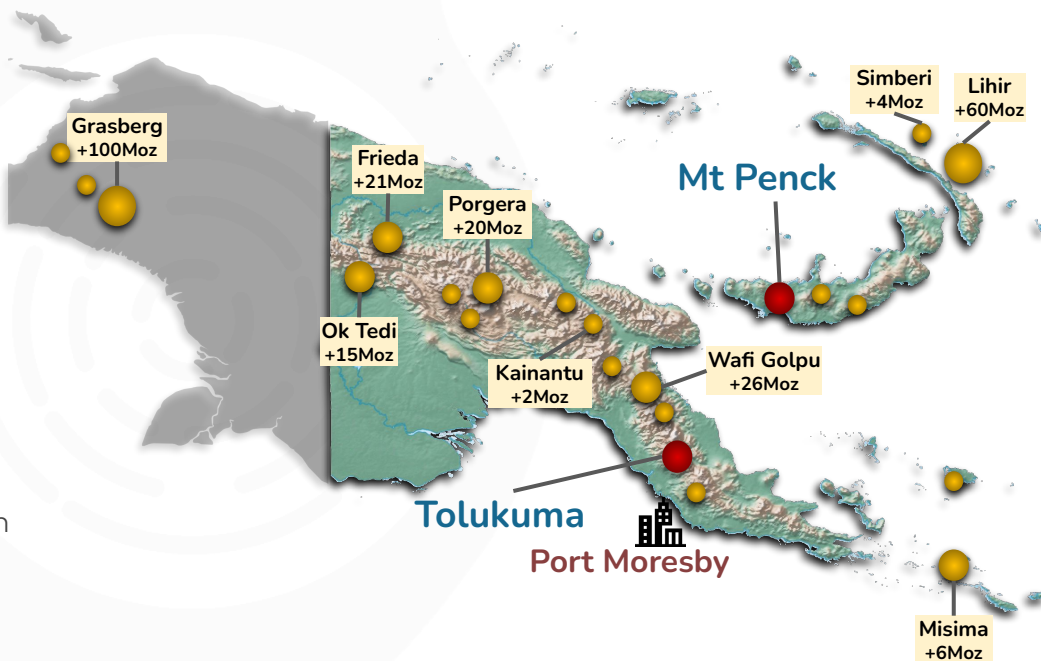 Simberi
+4Moz
Lihir
+60Moz
Grasberg
+100Moz
Frieda
+21Moz
Mt Penck
Porgera
+20Moz
Ok Tedi
+15Moz
Kainantu
+2Moz
Wafi Golpu
+26Moz
Tolukuma
n
Port Moresby
Misima
+6Moz